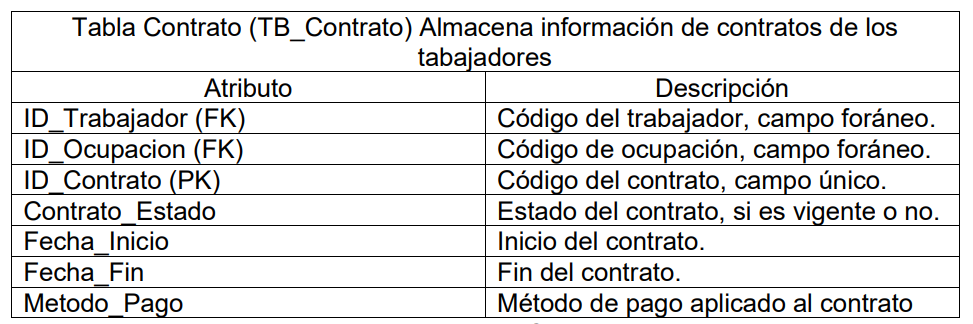 Tabla Contrato (TB_Contrato) Almacena información de contratos de los
tabajadores
Atributo Descripción
ID_Trabajador (FK) Código del trabajador, campo foráneo.
ID_Ocupacion (FK) Código de ocupación, campo foráneo.
ID_Contrato (PK) Código del contrato, campo único.
Contrato_Estado Estado del contrato, si es vigente o no.
Fecha_Inicio Inicio del contrato.
Fecha_Fin Fin del contrato.
Metodo_Pago Método de pago aplicado al contrato